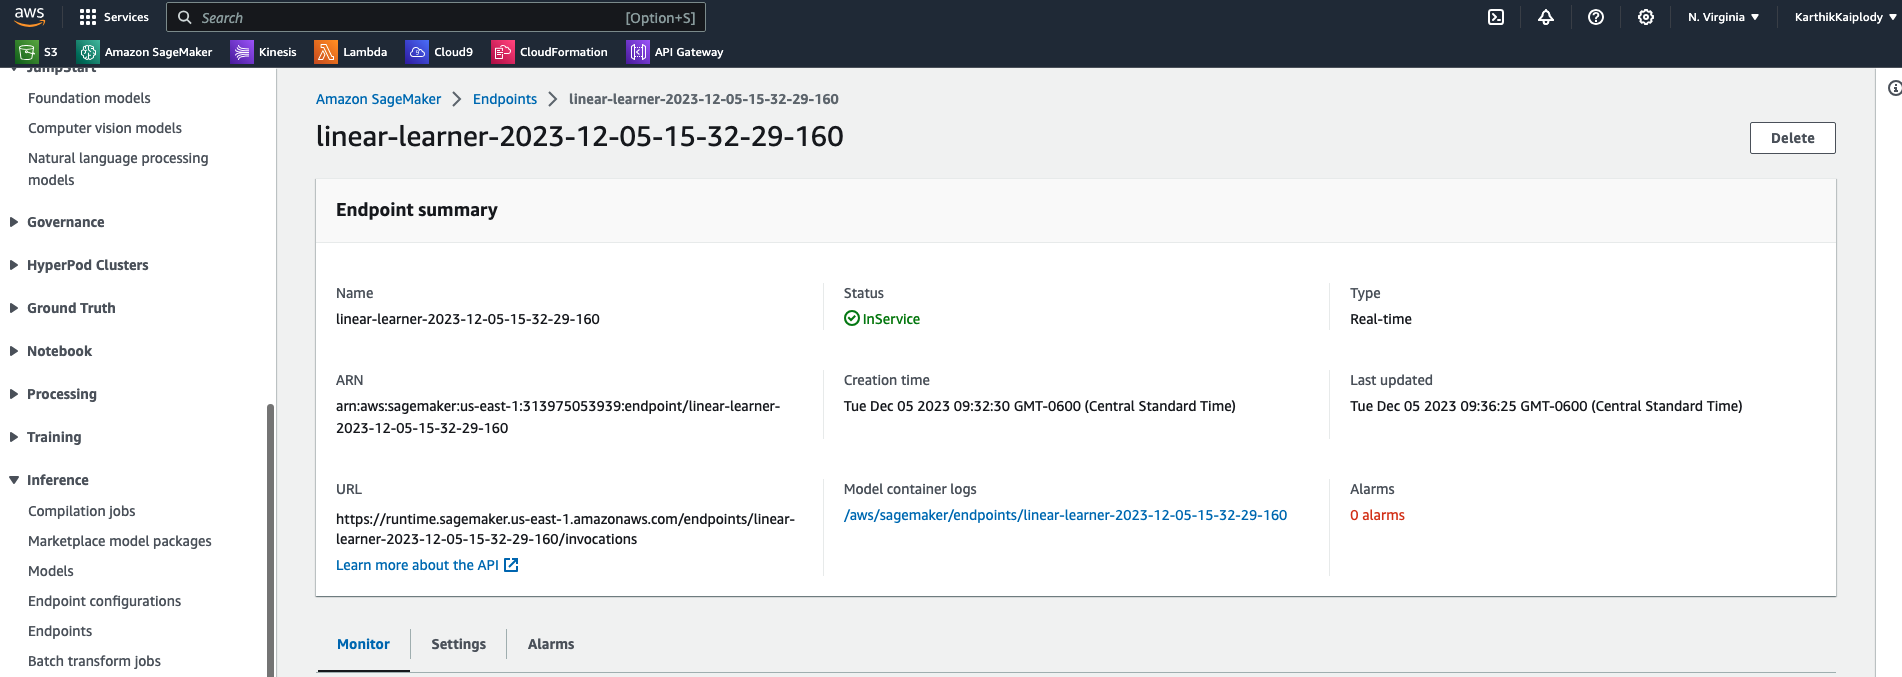 aws
Services
Search
[Option+S]
N. Virginia
KarthikKaiplody
S3
Amazon SageMaker
Kinesis
Lambda
Cloud9
CloudFormation
API Gateway
JumpStart
Foundation models
Computer vision models
Natural language processing
models
Governance
HyperPod Clusters
Ground Truth
Notebook
Processing
Training
Inference
Compilation jobs
Marketplace model packages
Models
Endpoint configurations
Endpoints
Batch transform jobs
Amazon SageMaker
Endpoints
linear-learner-2023-12-05-15-32-29-160
linear-learner-2023-12-05-15-32-29-160
Delete
Endpoint summary
Name
linear-learner-2023-12-05-15-32-29-160
Status
InService
Type
Real-time
ARN
arn:aws:sagemaker:us-east-1:313975053939:endpoint/linear-learner-
2023-12-05-15-32-29-160
Creation time
Tue Dec 05 2023 09:32:30 GMT-0600 (Central Standard Time)
Last updated
Tue Dec 05 2023 09:36:25 GMT-0600 (Central Standard Time)
URL
https://runtime.sagemaker.us-east-1.amazonaws.com/endpoints/linear-
learner-2023-12-05-15-32-29-160/invocations
Learn more about the API
Model container logs
/aws/sagemaker/endpoints/linear-learner-2023-12-05-15-32-29-160
Alarms
0 alarms
Monitor
Settings
Alarms